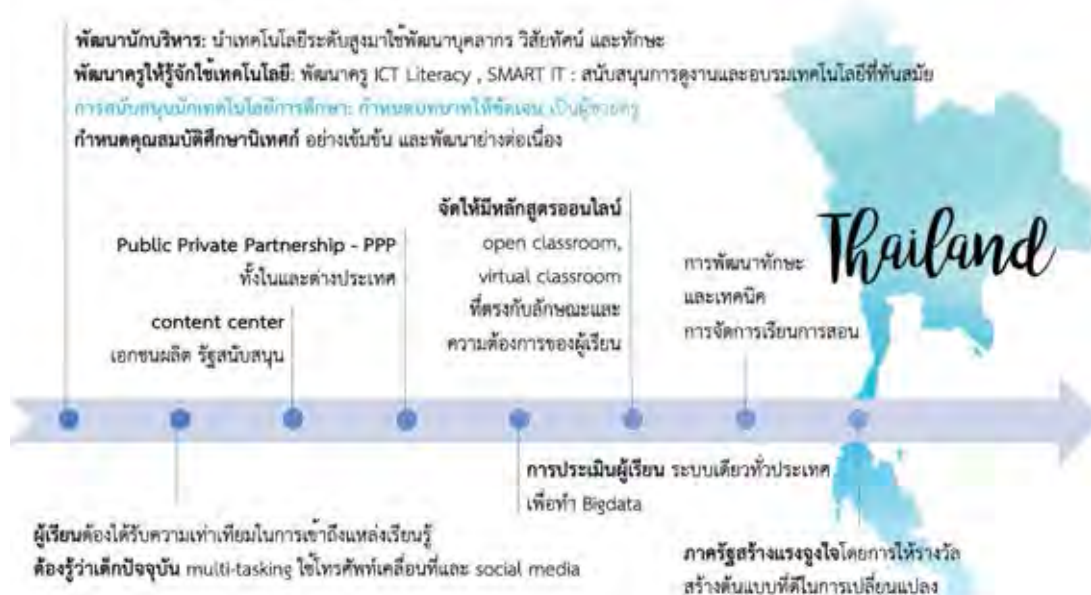 พัฒนานักบริหาร: นำเทคโนโลยีระดับสูงมาใช้พัฒนาบุคลากร วิสัยทัศน์ และทักษะ
พัฒนาครูให้รู้จักใช้เทคโนโลยี: พัฒนาครู ICT Literacy , SMART IT : สนับสนุนการดูงานและอบรมเทคโนโลยีที่ทันสมัย
การสนับสนุนนักเทคโนโลยีการศึกษา: กำหนดบทบาทให้ชัดเจน เป็นผู้ช่วยครู
กำหนดคุณสมบัติศึกษานิเทศก์ อย่างเข้มข้น และพัฒนาย่างต่อเนื่อง
Public Private Partnership - PPP
ทั้งในและต่างประเทศ
content center
เอกชนผลิต รัฐสนับสนุน
จัดให้มีหลักสูตรออนไลน์
open classroom,
virtual classroom
ที่ตรงกับลักษณะและ
ความต้องการของผู้เรียน
การพัฒนาทักษะ
และเทคนิค
การจัดการเรียนการสอน
Thailand
ผู้เรียนต้องได้รับความเท่าเทียมในการเข้าถึงแหล่งเรียนรู้
ต้องรู้ว่าเด็กปัจจุบัน multi-tasking ใช้โทรศัพท์เคลื่อนที่และ social media
การประเมินผู้เรียน ระบบเดียวทั่วประเทศ
เพื่อทำ Bigdata
ภาครัฐสร้างแรงจูงใจโดยการให้รางวัล
สร้างต้นแบบที่ดีในการเปลี่ยนแปลง